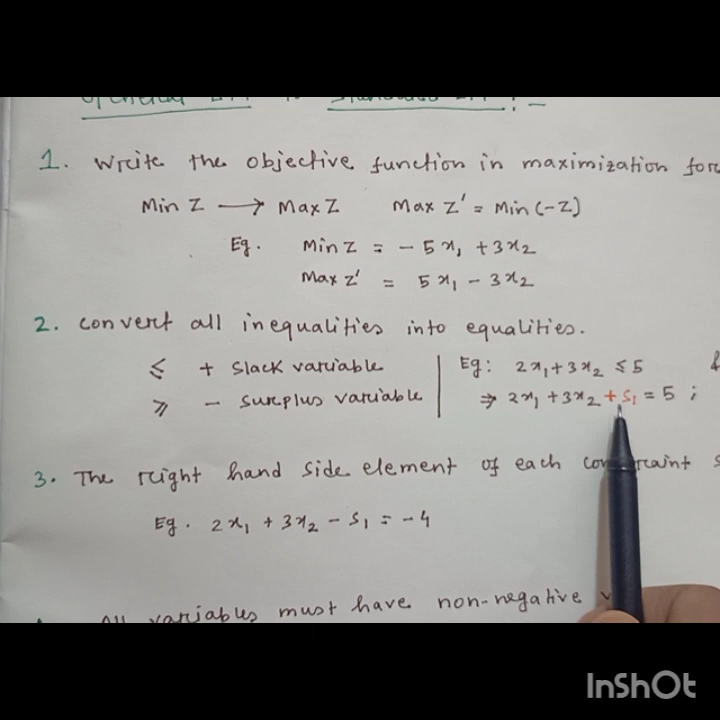 1. Write the objective function in maximization
Min Z → Max Z Max Z' = Min (-Z)
Eg. Min Z = - 5x₁ + 3x₂
Max Z' = 5x₁ - 3x₂
2. Convert all inequalities into equalities.
≤ + Slack variable
≥ - Surplus variable
Eg: 2x₁ + 3x₂ ≤ 5
⇒ 2x₁ + 3x₂ + S₁ = 5 ;
3. The right hand side element of each
Eg. 2x₁ + 3x₂ - S₁ = -4
All variables must have non-negative
InShOt